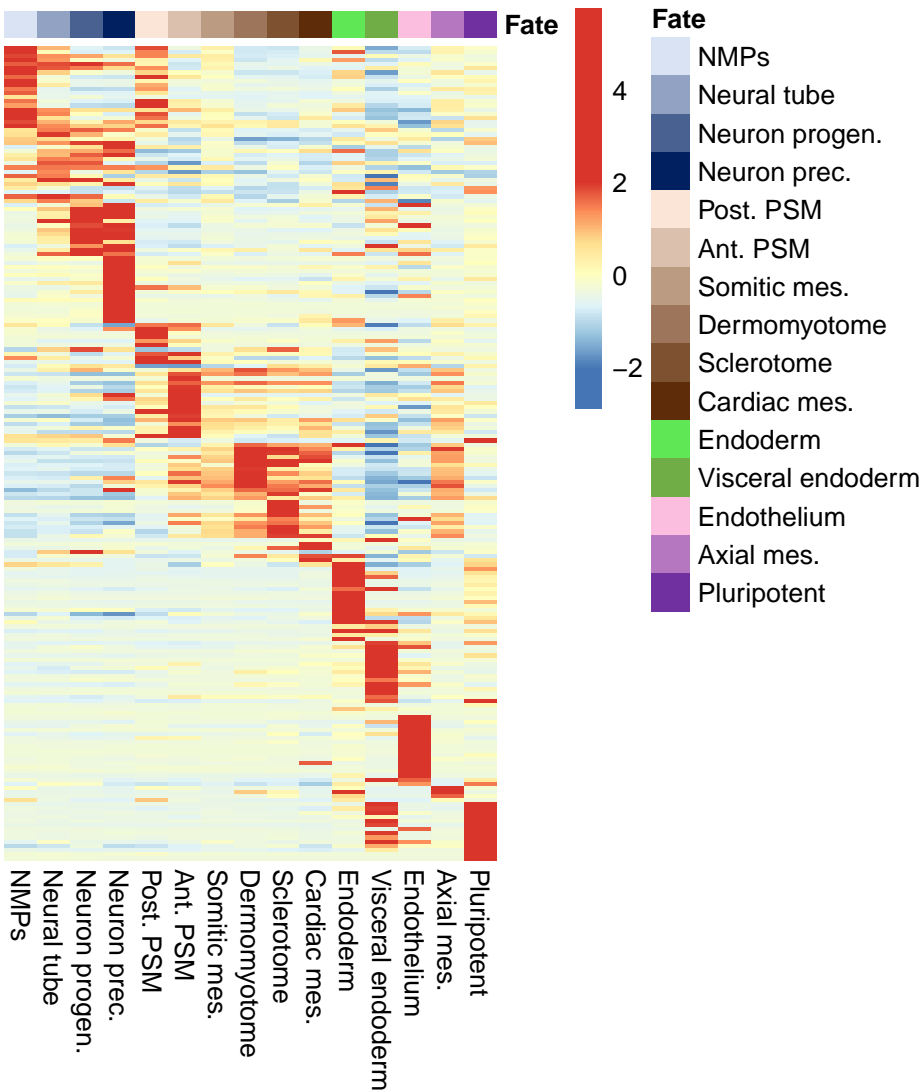 Fate
4
2
0
−2
Fate
NMPs
Neural tube
Neuron progen.
Neuron prec.
Post. PSM
Ant. PSM
Somitic mes.
Dermomyotome
Sclerotome
Cardiac mes.
Endoderm
Visceral endoderm
Endothelium
Axial mes.
Pluripotent
NMPs
Neural tube
Neuron progen.
Neuron prec.
Post. PSM
Ant. PSM
Somitic mes.
Dermomyotome
Sclerotome
Cardiac mes.
Endoderm
Visceral endoderm
Endothelium
Axial mes.
Pluripotent